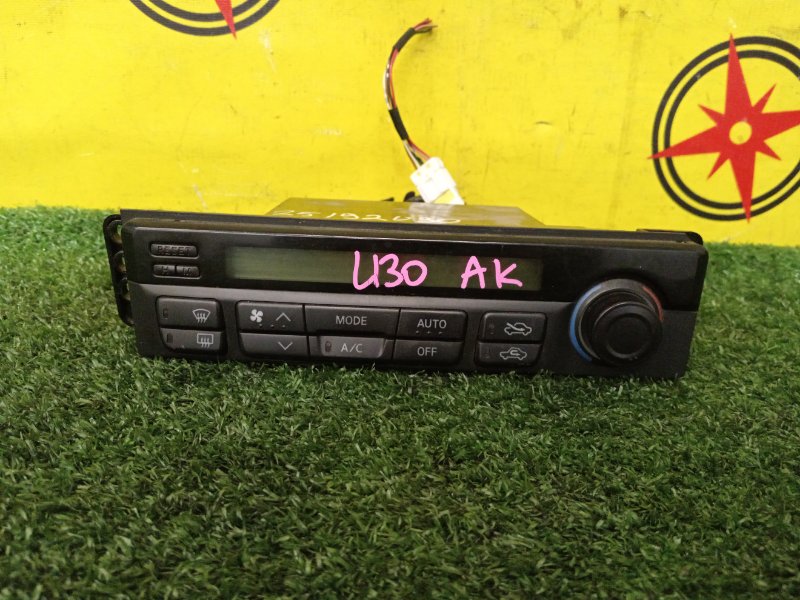 U30 AK
RESET
H M
MODE AUTO
A/C OFF